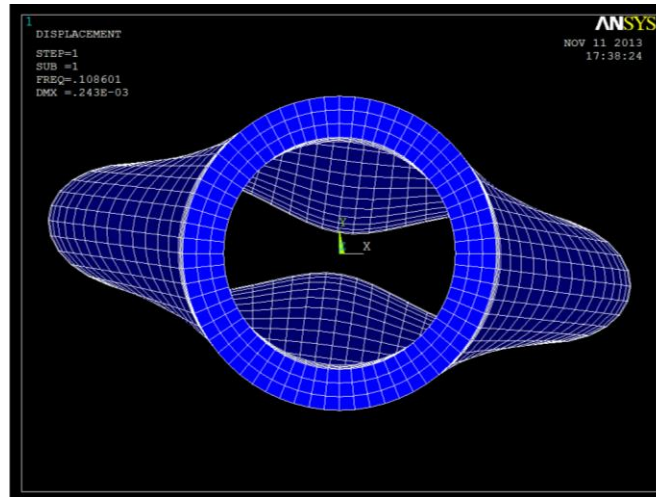 1
DISPLACEMENT
STEP=1
SUB =1
FREQ=.108601
DMX =.243E-03
ANSYS
NOV 11 2013
17:38:24
Y
X